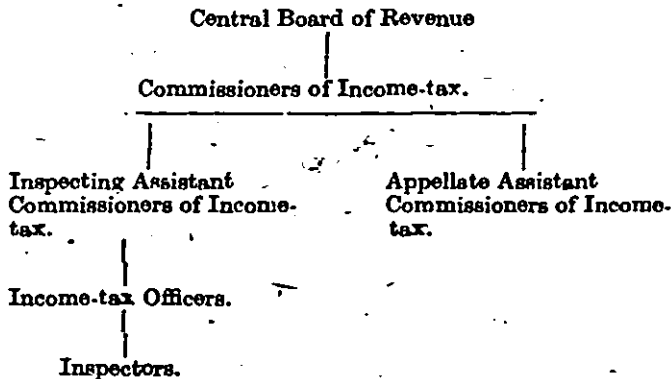 Central Board of Revenue
Commissioners of Income-tax.
Inspecting Assistant
Commissioners of Income-
tax.
Appellate Assistant
Commissioners of Income-
tax.
Income-tax Officers.
Inspectors.